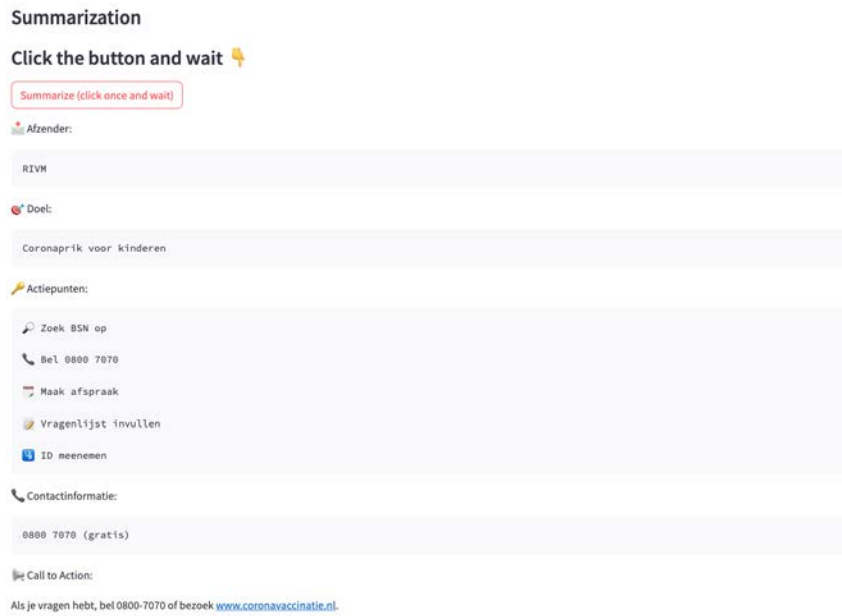 Summarization
Click the button and wait 👇
Summarize (click once and wait)
📩 Afzender:
RIVM
🎯 Doel:
Coronaprik voor kinderen
🔑 Actiepunten:
🔎 Zoek BSN op
📞 Bel 0800 7070
📅 Maak afspraak
📝 Vragenlijst invullen
🛂 ID meenemen
📞 Contactinformatie:
0800 7070 (gratis)
📢 Call to Action:
Als je vragen hebt, bel 0800-7070 of bezoek www.coronavaccinatie.nl.